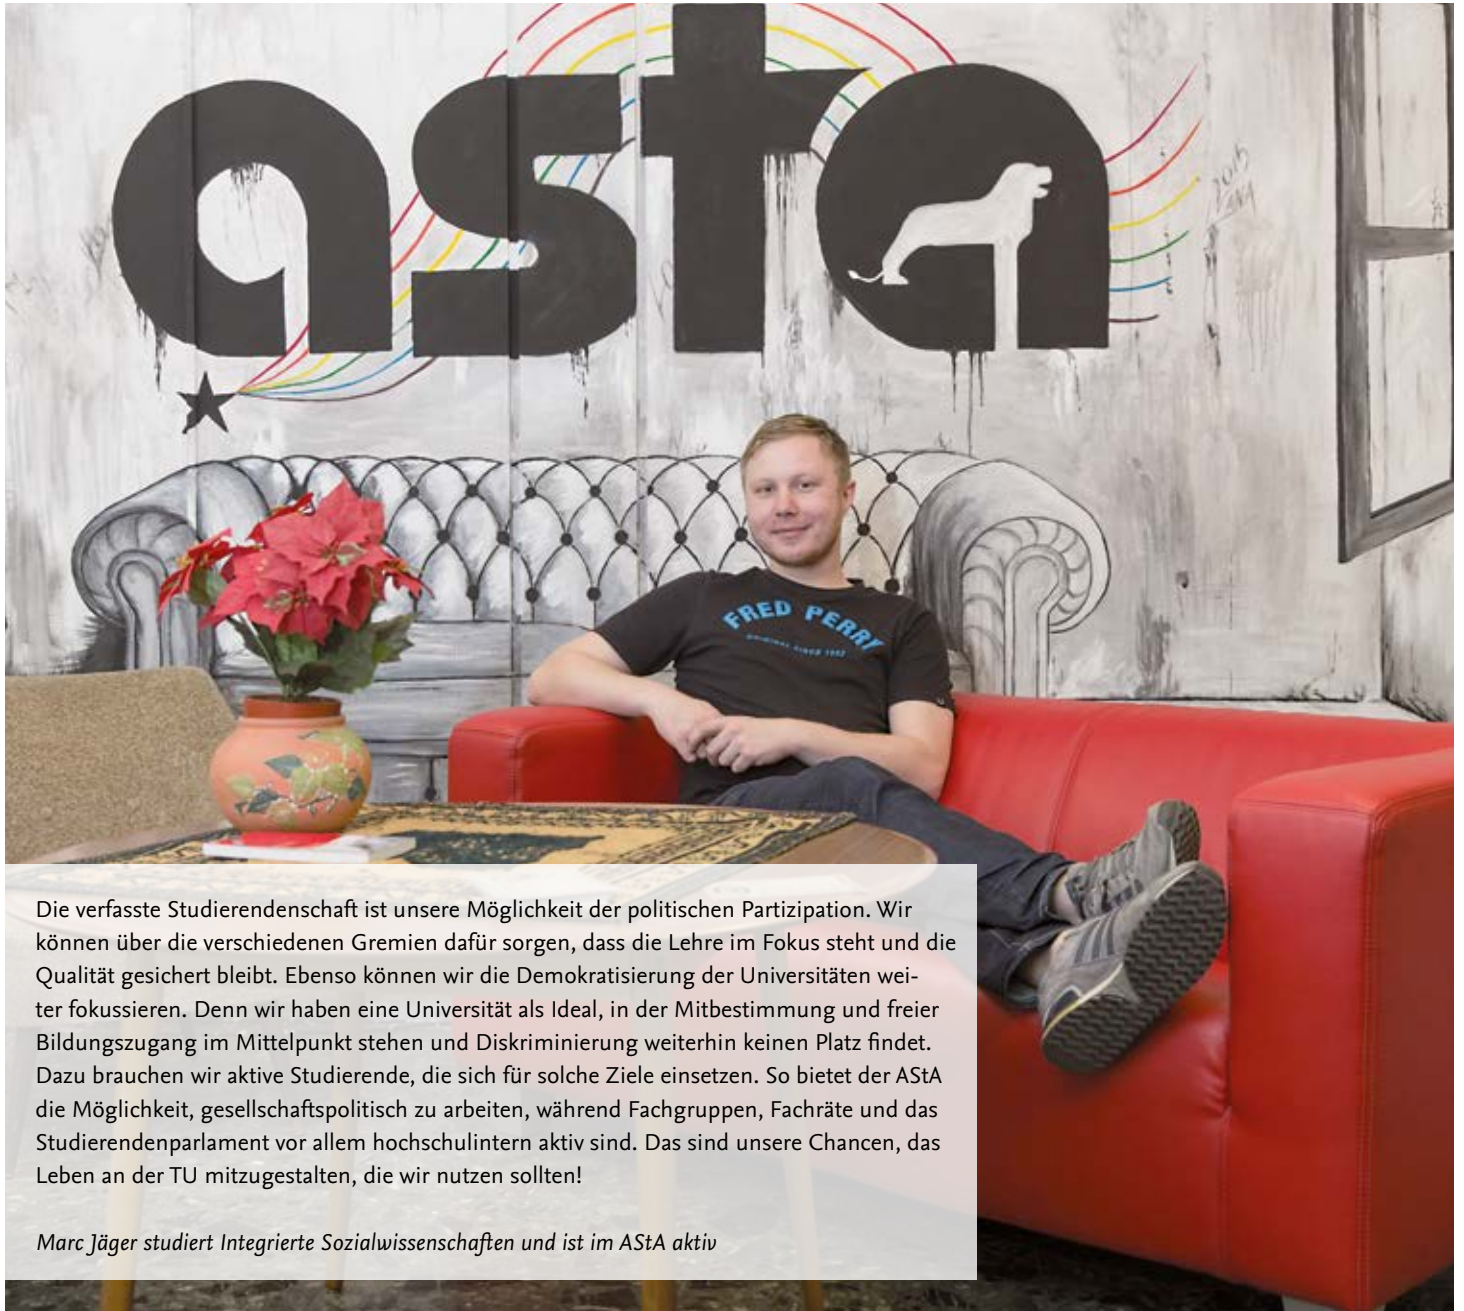 asta
2015
FRED PERRY
ORIGINAL SINCE 1952
Die verfasste Studierendenschaft ist unsere Möglichkeit der politischen Partizipation. Wir
können über die verschiedenen Gremien dafür sorgen, dass die Lehre im Fokus steht und die
Qualität gesichert bleibt. Ebenso können wir die Demokratisierung der Universitäten wei-
ter fokussieren. Denn wir haben eine Universität als Ideal, in der Mitbestimmung und freier
Bildungszugang im Mittelpunkt stehen und Diskriminierung weiterhin keinen Platz findet.
Dazu brauchen wir aktive Studierende, die sich für solche Ziele einsetzen. So bietet der AStA
die Möglichkeit, gesellschaftspolitisch zu arbeiten, während Fachgruppen, Fachräte und das
Studierendenparlament vor allem hochschulintern aktiv sind. Das sind unsere Chancen, das
Leben an der TU mitzugestalten, die wir nutzen sollten!
Marc Jäger studiert Integrierte Sozialwissenschaften und ist im AStA aktiv